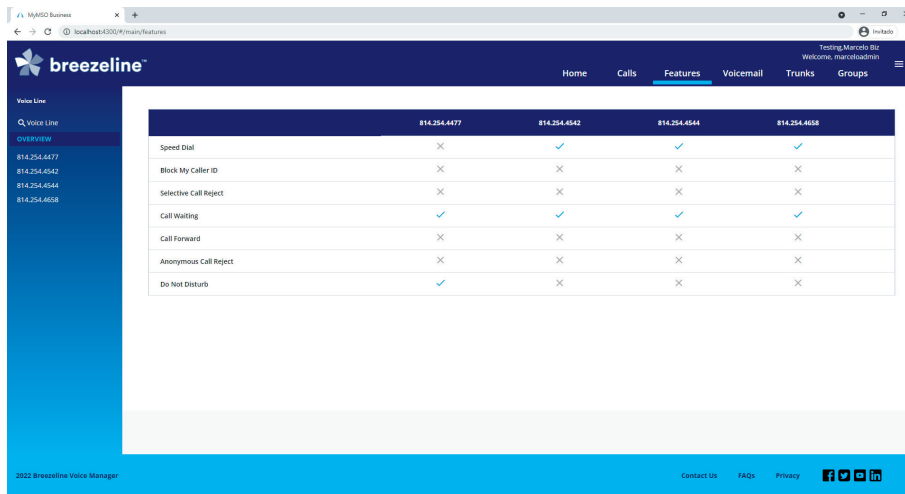 MyMSO Business
localhost:4300/#/main/features
Invitado
breezeline™
Testing,Marcelo Biz
Welcome, marceloadmin
Home Calls Features Voicemail Trunks Groups
Voice Line
Voice Line
OVERVIEW
814.254.4477
814.254.4542
814.254.4544
814.254.4658
814.254.4477 814.254.4542 814.254.4544 814.254.4658
Speed Dial
Block My Caller ID
Selective Call Reject
Call Waiting
Call Forward
Anonymous Call Reject
Do Not Disturb
2022 Breezeline Voice Manager
Contact Us FAQs Privacy